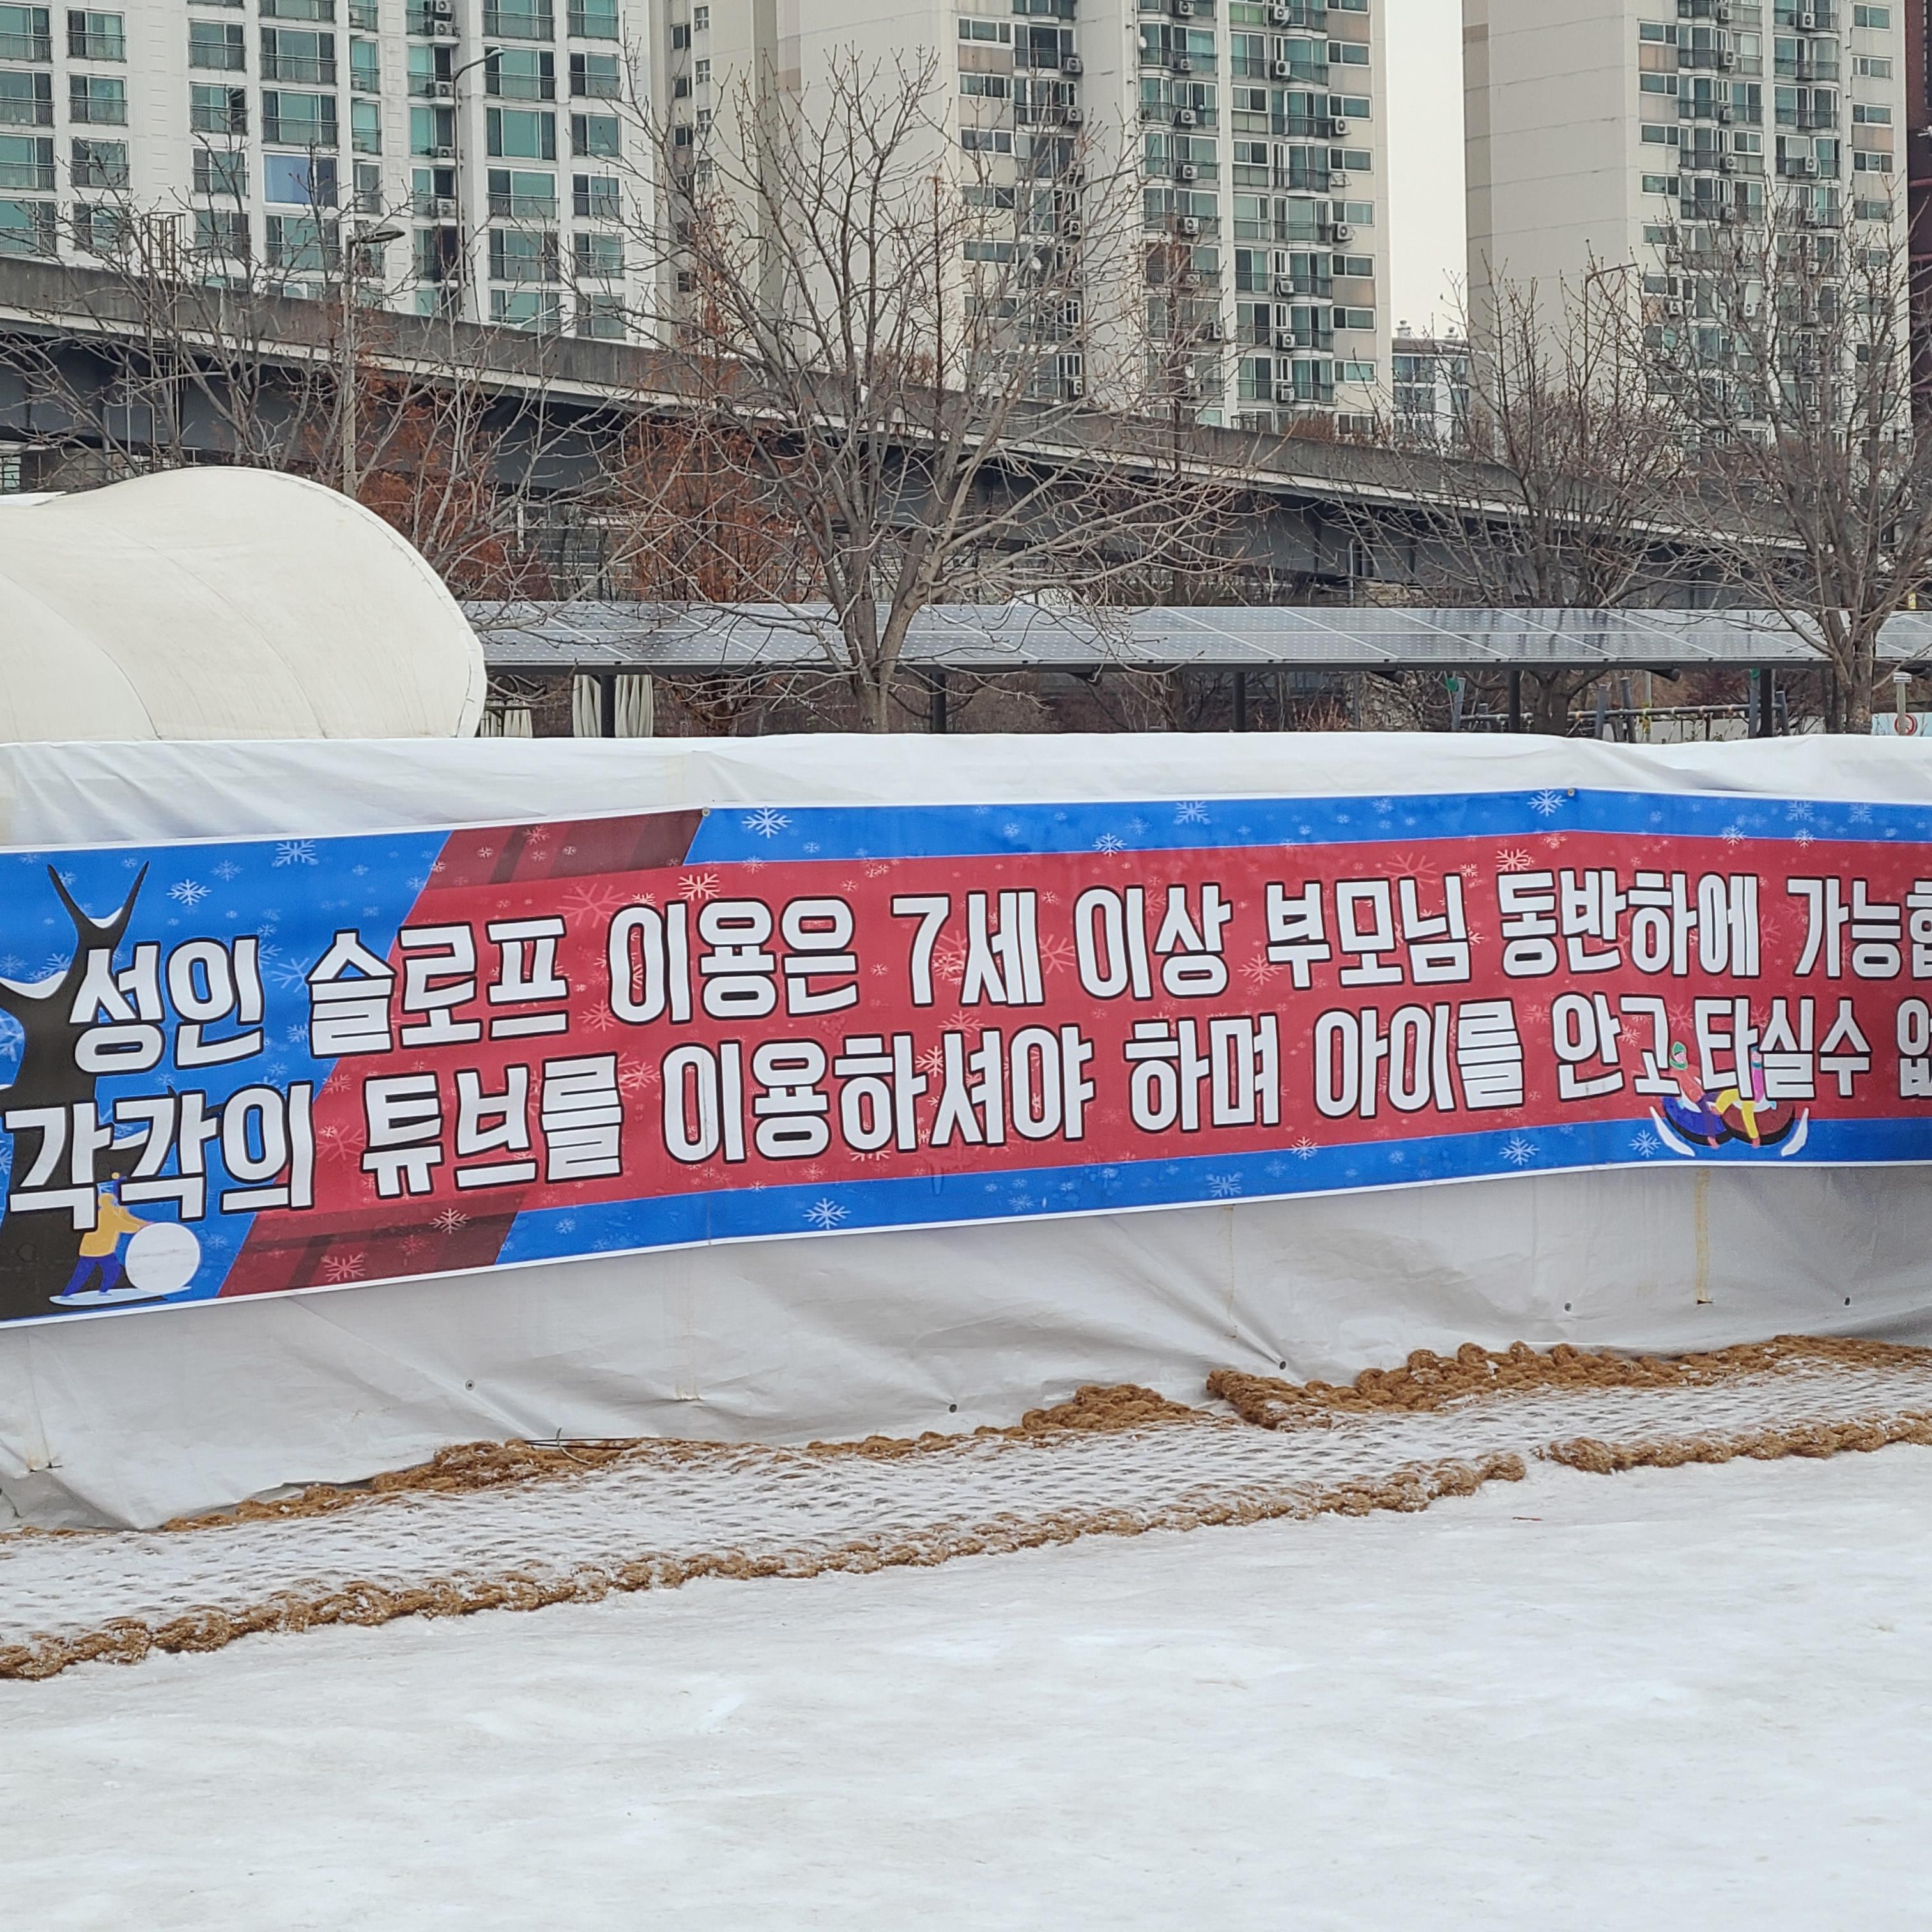 성인 슬로프 이용은 7세 이상 부모님 동반하에
각각의 튜브를 이용하셔야 하며 아이를 안고 타실수